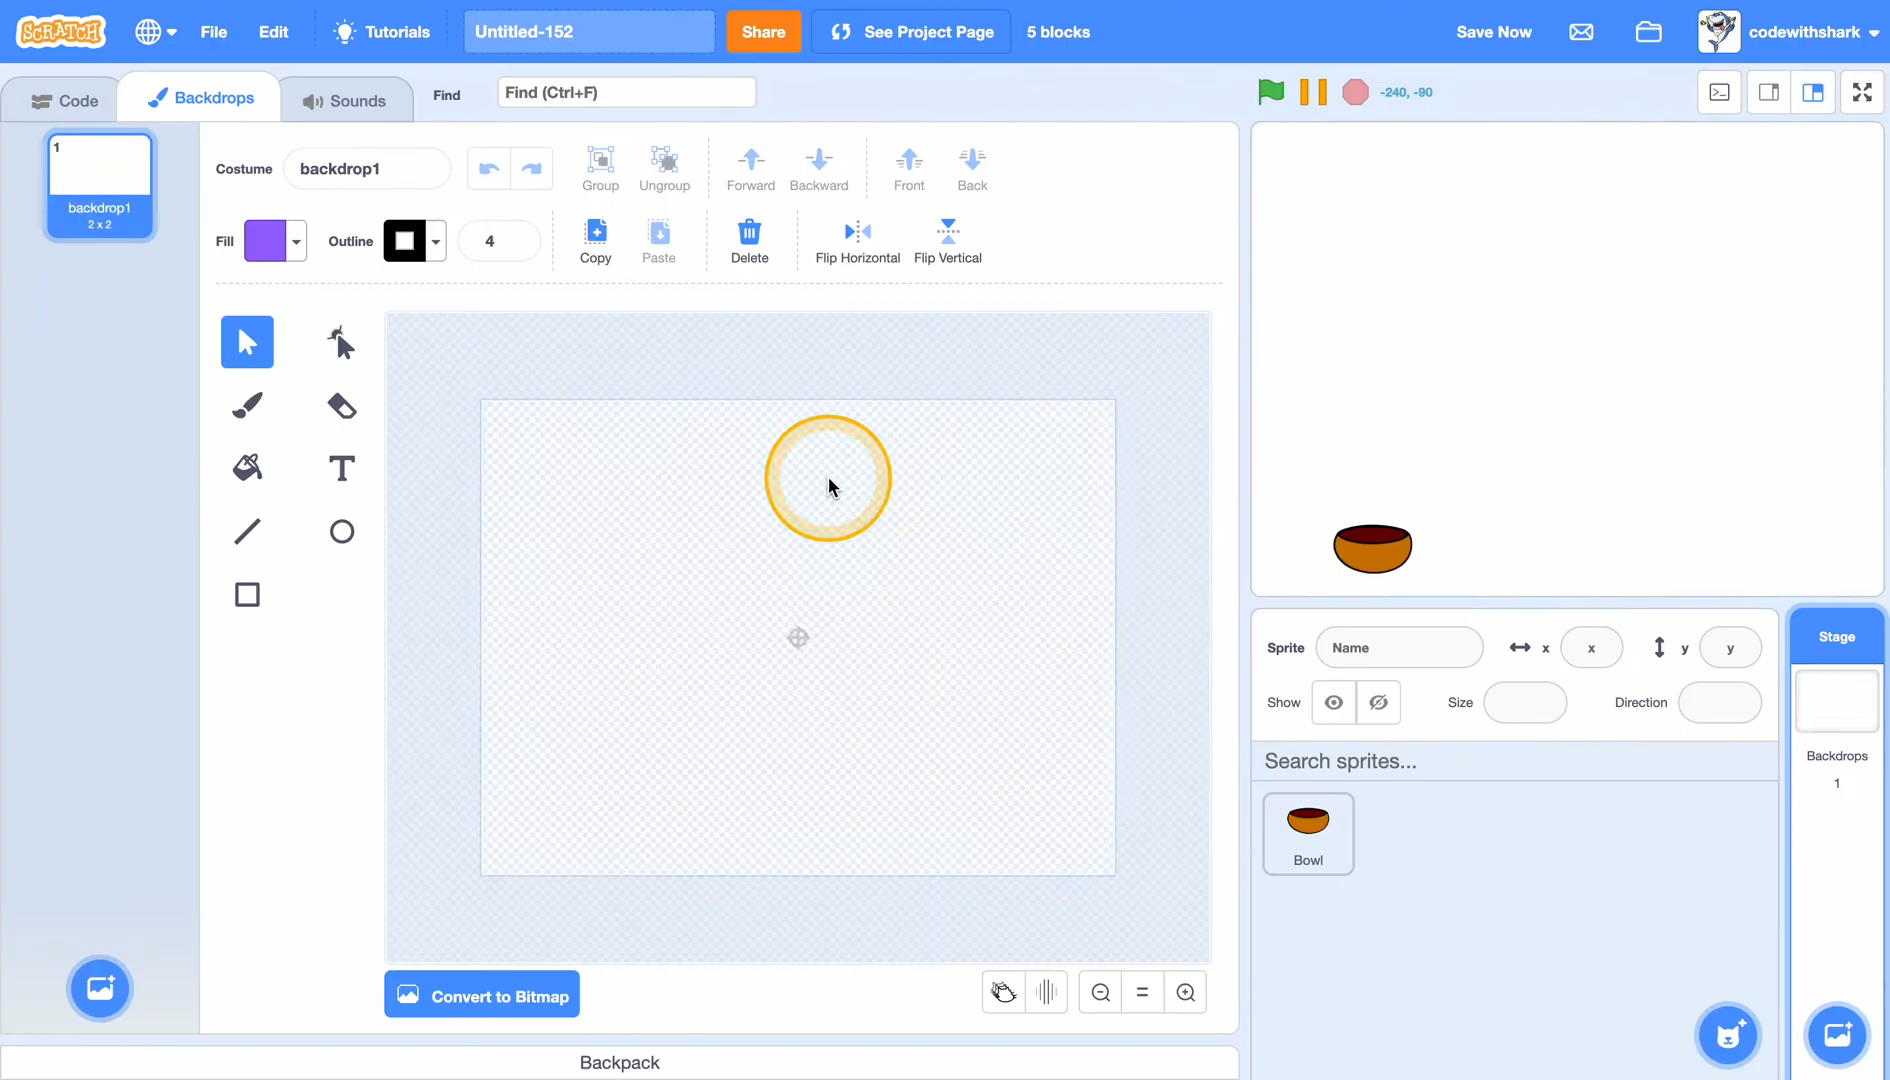 SCRATCH File Edit Tutorials Untitled-152 Share See Project Page 5 blocks Save Now codewithshark
Code Backdrops Sounds Find Find (Ctrl+F) -240, -90
1
backdrop1
2 x 2
Costume backdrop1 Group Ungroup Forward Backward Front Back
Fill Outline 4 Copy Paste Delete Flip Horizontal Flip Vertical
T
Convert to Bitmap
Backpack
Sprite Name x x y y
Show Size Direction
Search sprites...
Bowl
Stage
Backdrops
1